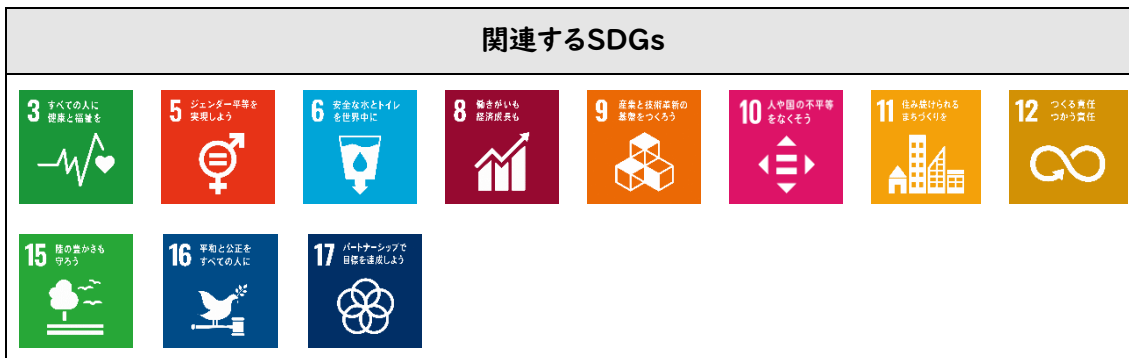 関連するSDGs
3 すべての人に
健康と福祉を
5 ジェンダー平等を
実現しよう
6 安全な水とトイレ
を世界中に
8 働きがいも
経済成長も
9 産業と技術革新の
基盤をつくろう
10 人や国の不平等
をなくそう
11 住み続けられる
まちづくりを
12 つくる責任
つかう責任
15 陸の豊かさも
守ろう
16 平和と公正を
すべての人に
17 パートナーシップで
目標を達成しよう